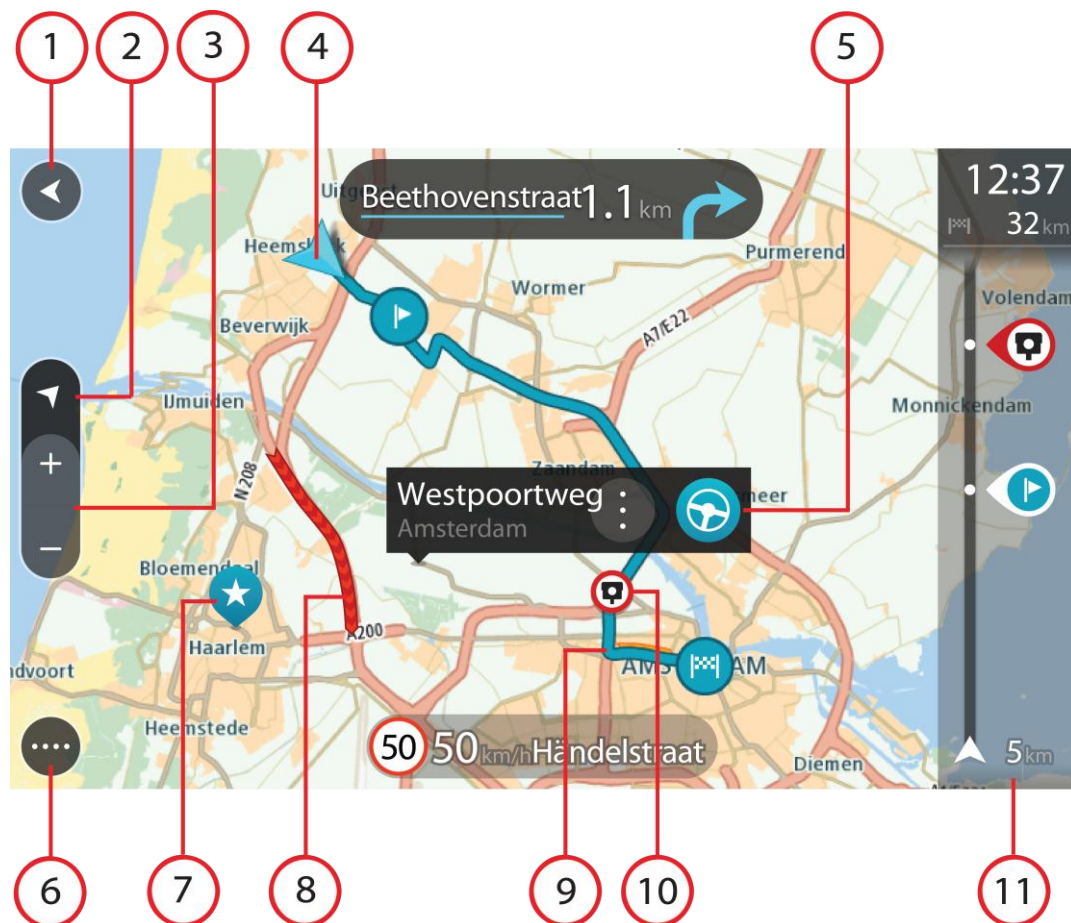 1 2 3 4 5
Uitgeest
Beethovenstraat 1.1 km
12:37
32 km
Heemskerk
Purmerend
Wormer
Volendam
Beverwijk
A7/E22
IJmuiden
Monnickendam
+
N208
Zaandam
Westpoortweg
Amsterdam
meer
−
Bloemendaal
A200
Haarlem
ndvoort
AMSTERDAM
Heemstede
50 50 km/h Händelstraat
Diemen
5 km
6 7 8 9 10 11